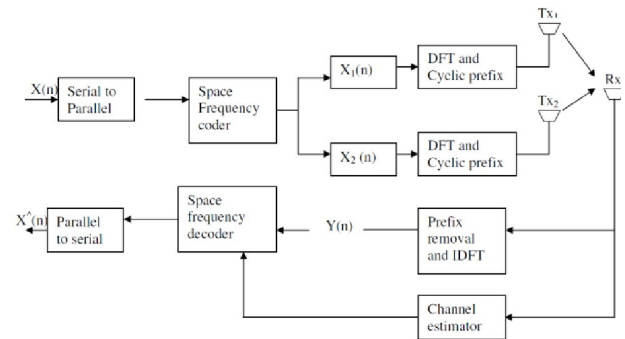 Tx₁
X(n)
Serial to
Parallel
Space
Frequency
coder
X₁(n)
DFT and
Cyclic prefix
Rx
Tx₂
X₂ (n)
DFT and
Cyclic prefix
X^(n)
Parallel
to serial
Space
frequency
decoder
Y(n)
Prefix
removal
and IDFT
Channel
estimator